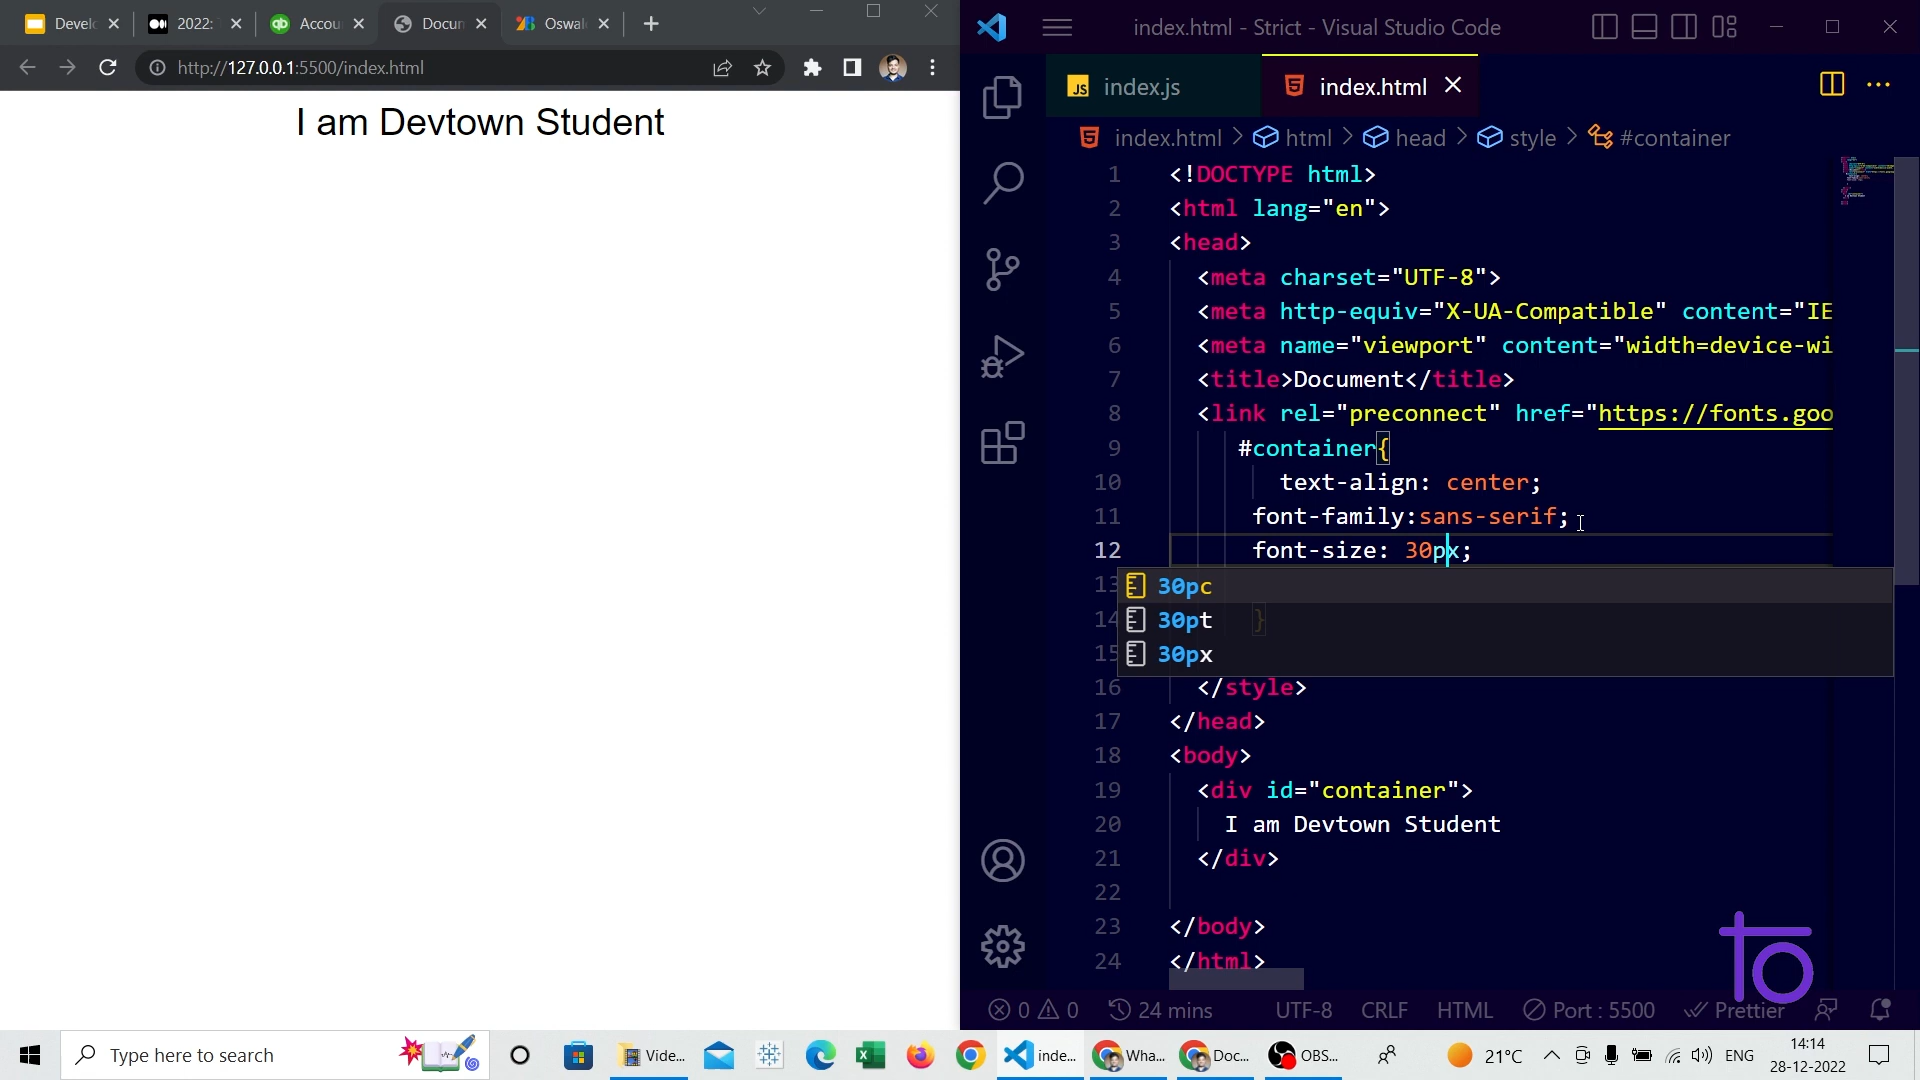 Develo
2022:
Accou
Docum
Oswal
http://127.0.0.1:5500/index.html
I am Devtown Student
index.html - Strict - Visual Studio Code
JS index.js
index.html
index.html > html > head > style > #container
1 <!DOCTYPE html>
2 <html lang="en">
3 <head>
4 <meta charset="UTF-8">
5 <meta http-equiv="X-UA-Compatible" content="IE
6 <meta name="viewport" content="width=device-wi
7 <title>Document</title>
8 <link rel="preconnect" href="https://fonts.goo
9 #container{
10 text-align: center;
11 font-family:sans-serif;
12 font-size: 30px;
13 30pc
14 30pt }
15 30px
16 </style>
17 </head>
18 <body>
19 <div id="container">
20 I am Devtown Student
21 </div>
22
23 </body>
24 </html>
0 0 24 mins UTF-8 CRLF HTML Port : 5500 Prettier
Type here to search
Vide...
inde...
Wha...
Doc...
OBS...
21°C
ENG
14:14
28-12-2022